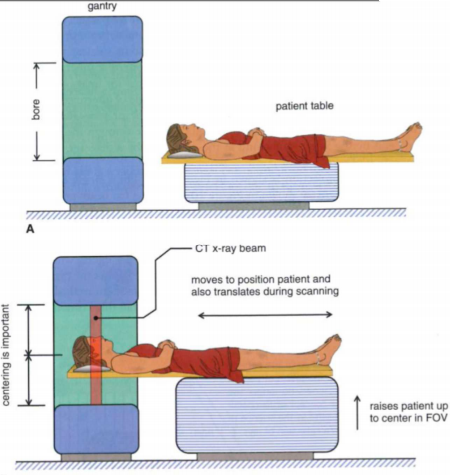 gantry
bore
patient table
A
CT x-ray beam
moves to position patient and
also translates during scanning
centering is important
raises patient up
to center in FOV